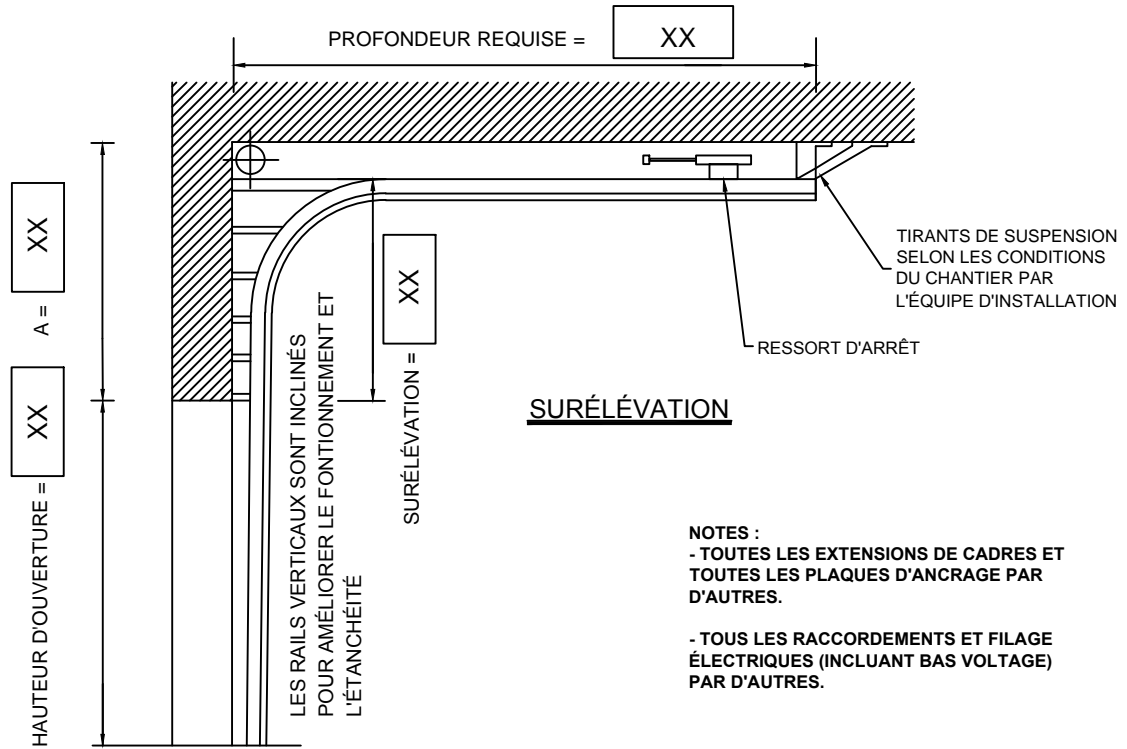 PROFONDEUR REQUISE = XX
A = XX
HAUTEUR D'OUVERTURE = XX
SURÉLÉVATION = XX
LES RAILS VERTICAUX SONT INCLINÉS
POUR AMÉLIORER LE FONTIONNEMENT ET
L'ÉTANCHÉITÉ
TIRANTS DE SUSPENSION
SELON LES CONDITIONS
DU CHANTIER PAR
L'ÉQUIPE D'INSTALLATION
RESSORT D'ARRÊT
SURÉLÉVATION
NOTES :
- TOUTES LES EXTENSIONS DE CADRES ET
TOUTES LES PLAQUES D'ANCRAGE PAR
D'AUTRES.
- TOUS LES RACCORDEMENTS ET FILAGE
ÉLECTRIQUES (INCLUANT BAS VOLTAGE)
PAR D'AUTRES.